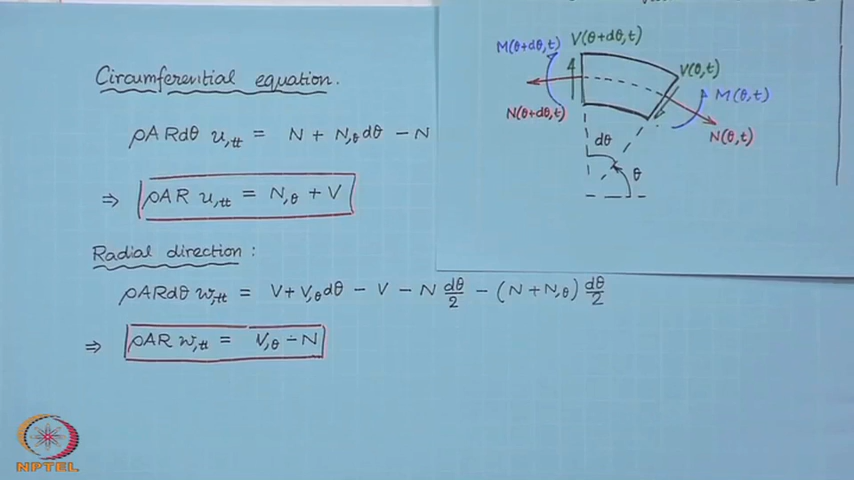 Circumferential equation.
ρARdθ u,tt = N + N,θ dθ − N
⇒ ρAR u,tt = N,θ + V
Radial direction :
ρARdθ w,tt = V + V,θ dθ − V − N dθ/2 − (N + N,θ) dθ/2
⇒ ρAR w,tt = V,θ − N
M(θ+dθ,t)
V(θ+dθ,t)
V(θ,t)
M(θ,t)
N(θ+dθ,t)
N(θ,t)
dθ
θ
NPTEL